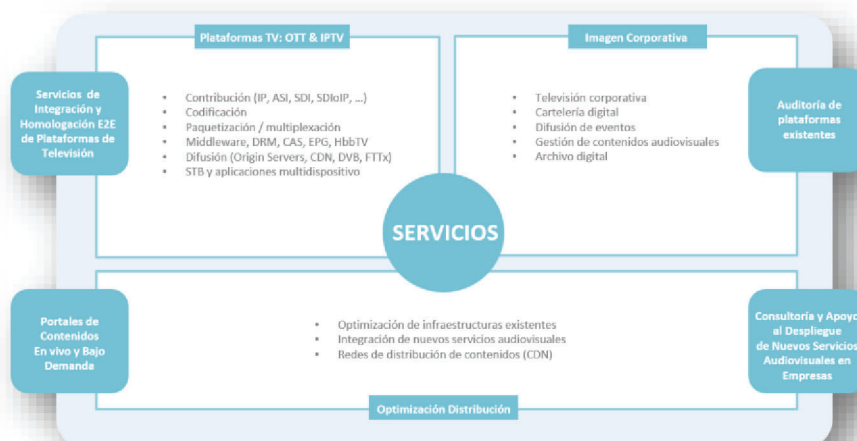 Plataformas TV: OTT & IPTV
Imagen Corporativa
Servicios de
Integración y
Homologación E2E
de Plataformas de
Televisión
▪ Contribución (IP, ASI, SDI, SDIoIP, ...)
▪ Codificación
▪ Paquetización / multiplexación
▪ Middleware, DRM, CAS, EPG, HbbTV
▪ Difusión (Origin Servers, CDN, DVB, FTTx)
▪ STB y aplicaciones multidispositivo
▪ Televisión corporativa
▪ Cartelería digital
▪ Difusión de eventos
▪ Gestión de contenidos audiovisuales
▪ Archivo digital
Auditoría de
plataformas
existentes
SERVICIOS
Portales de
Contenidos
En vivo y Bajo
Demanda
▪ Optimización de infraestructuras existentes
▪ Integración de nuevos servicios audiovisuales
▪ Redes de distribución de contenidos (CDN)
Consultoría y Apoyo
al Despliegue
de Nuevos Servicios
Audiovisuales en
Empresas
Optimización Distribución